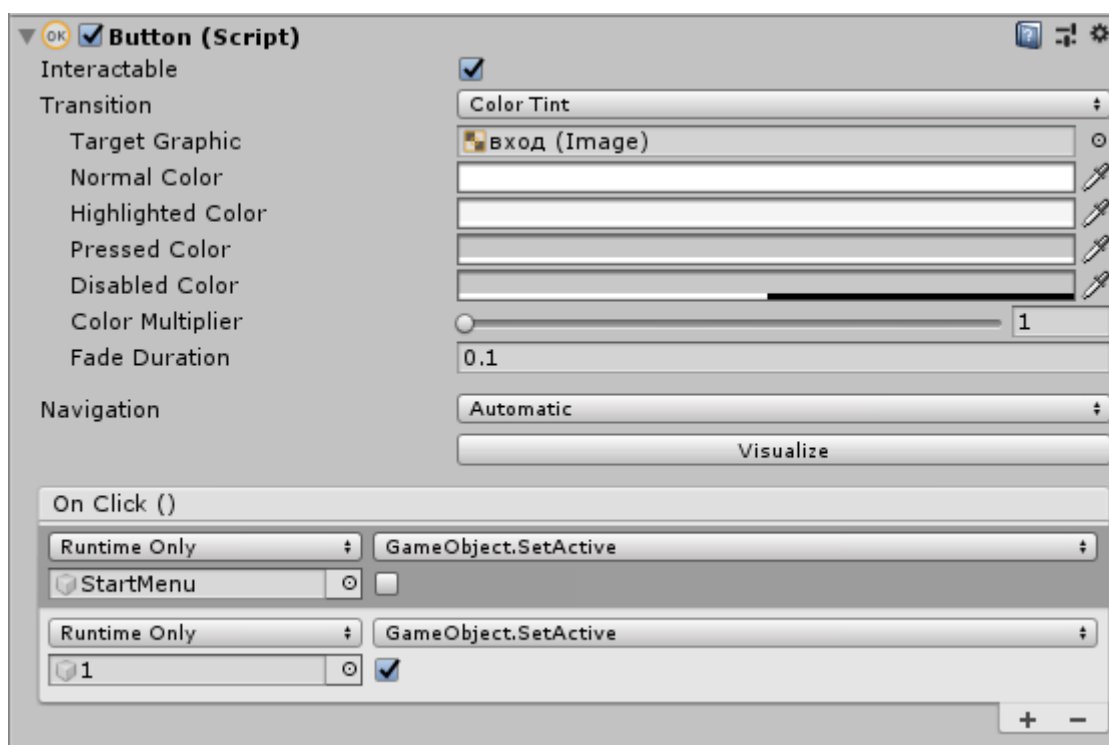 OK Button (Script)
Interactable
Transition Color Tint
Target Graphic вход (Image)
Normal Color
Highlighted Color
Pressed Color
Disabled Color
Color Multiplier 1
Fade Duration 0.1
Navigation Automatic
Visualize
On Click ()
Runtime Only GameObject.SetActive
StartMenu
Runtime Only GameObject.SetActive
1
+ −